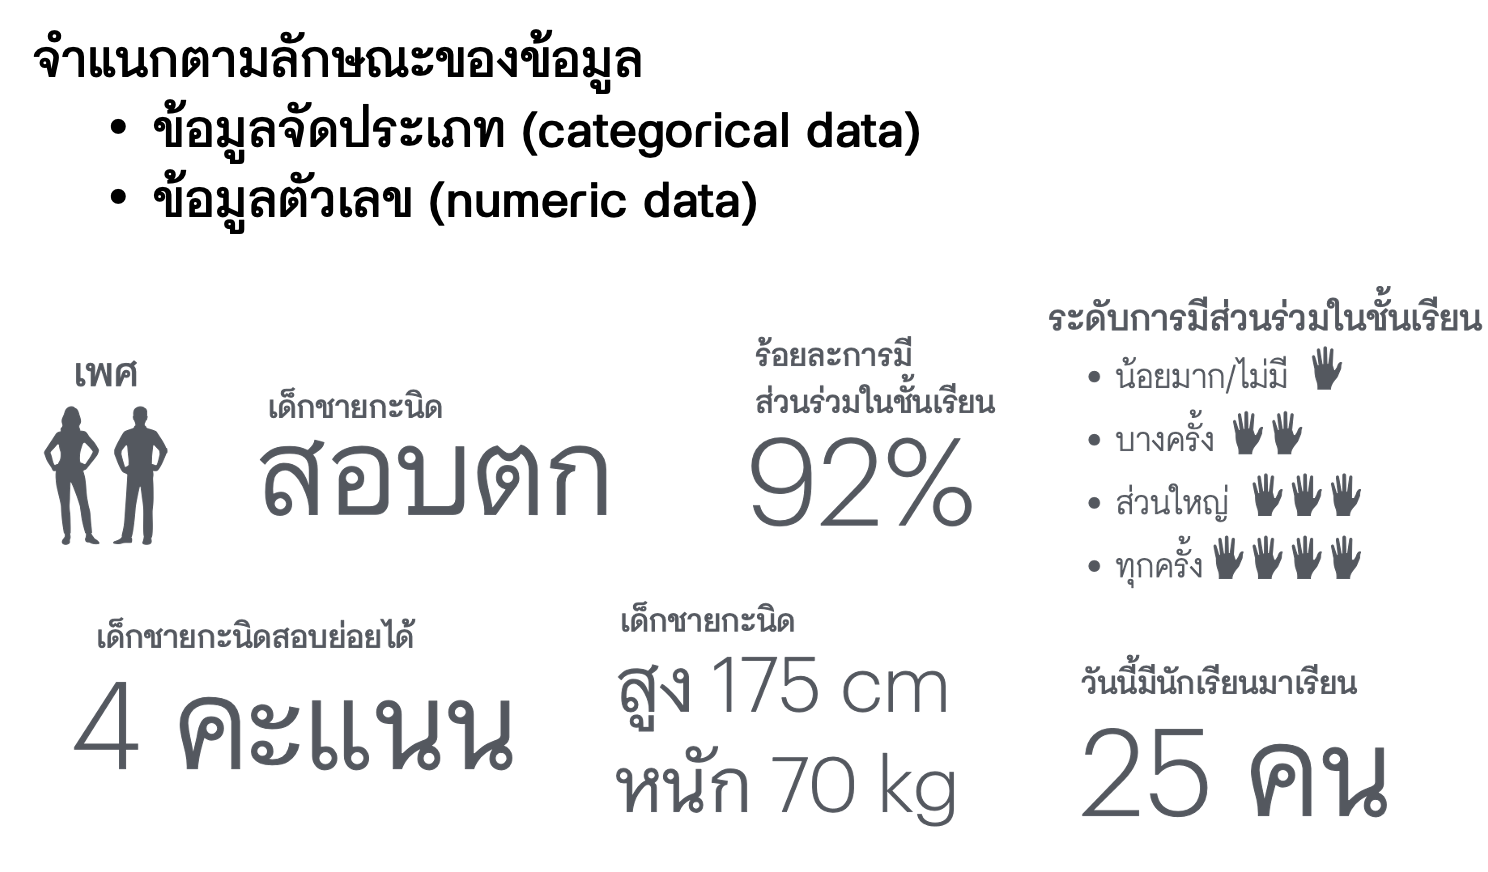 จำแนกตามลักษณะของข้อมูล
• ข้อมูลจัดประเภท (categorical data)
• ข้อมูลตัวเลข (numeric data)
เพศ
เด็กชายกะนิด
สอบตก
ร้อยละการมี
ส่วนร่วมในชั้นเรียน
92%
ระดับการมีส่วนร่วมในชั้นเรียน
• น้อยมาก/ไม่มี
• บางครั้ง
• ส่วนใหญ่
• ทุกครั้ง
เด็กชายกะนิดสอบย่อยได้
4 คะแนน
เด็กชายกะนิด
สูง 175 cm
หนัก 70 kg
วันนี้มีนักเรียนมาเรียน
25 คน